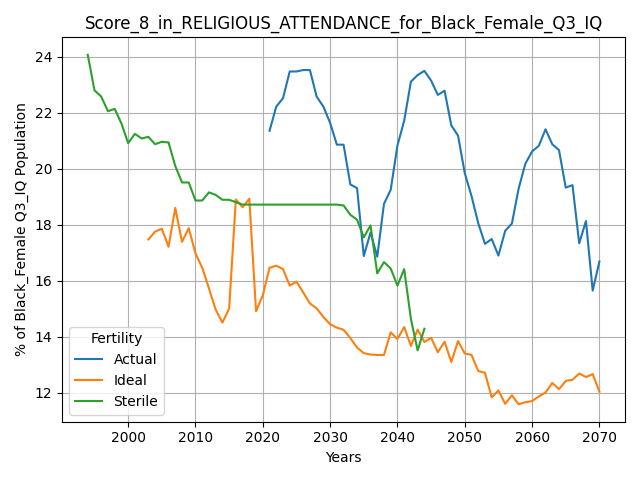 Score_8_in_RELIGIOUS_ATTENDANCE_for_Black_Female_Q3_IQ
% of Black_Female Q3_IQ Population
24
22
20
18
16
14
12
Fertility
Actual
Ideal
Sterile
2000 2010 2020 2030 2040 2050 2060 2070
Years